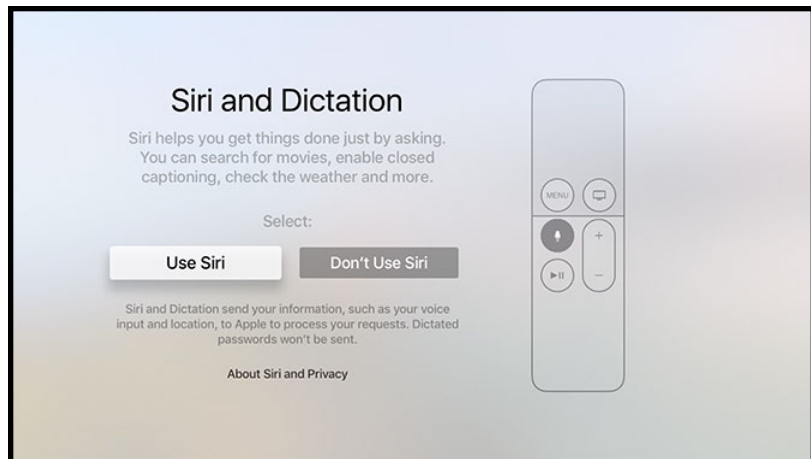 Siri and Dictation
Siri helps you get things done just by asking.
You can search for movies, enable closed
captioning, check the weather and more.
Select:
Use Siri
Don't Use Siri
Siri and Dictation send your information, such as your voice
input and location, to Apple to process your requests. Dictated
passwords won't be sent.
About Siri and Privacy
MENU
+
−